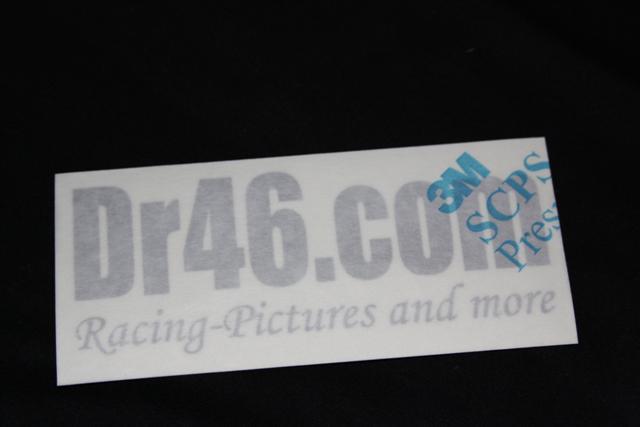 Dr46.com
Racing-Pictures and more
3M
SCPS
Pres